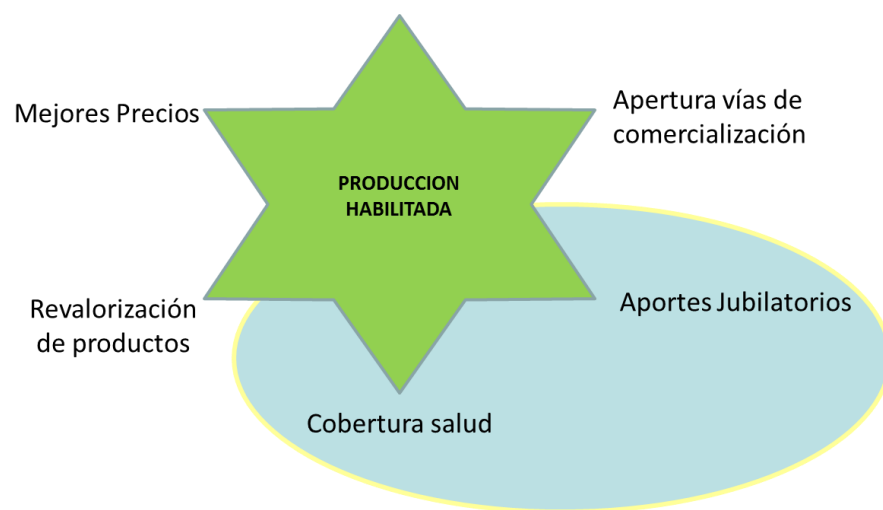 Mejores Precios
Apertura vías de
comercialización
PRODUCCION
HABILITADA
Revalorización
de productos
Aportes Jubilatorios
Cobertura salud